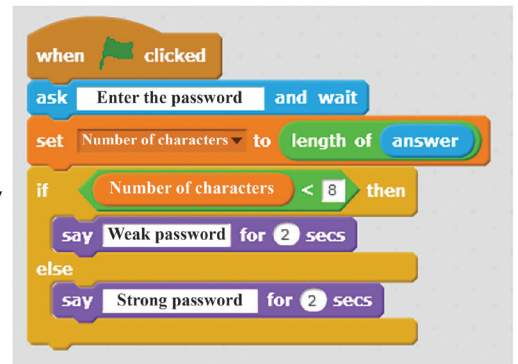 when clicked
ask Enter the password and wait
set Number of characters to length of answer
if Number of characters < 8 then
say Weak password for 2 secs
else
say Strong password for 2 secs